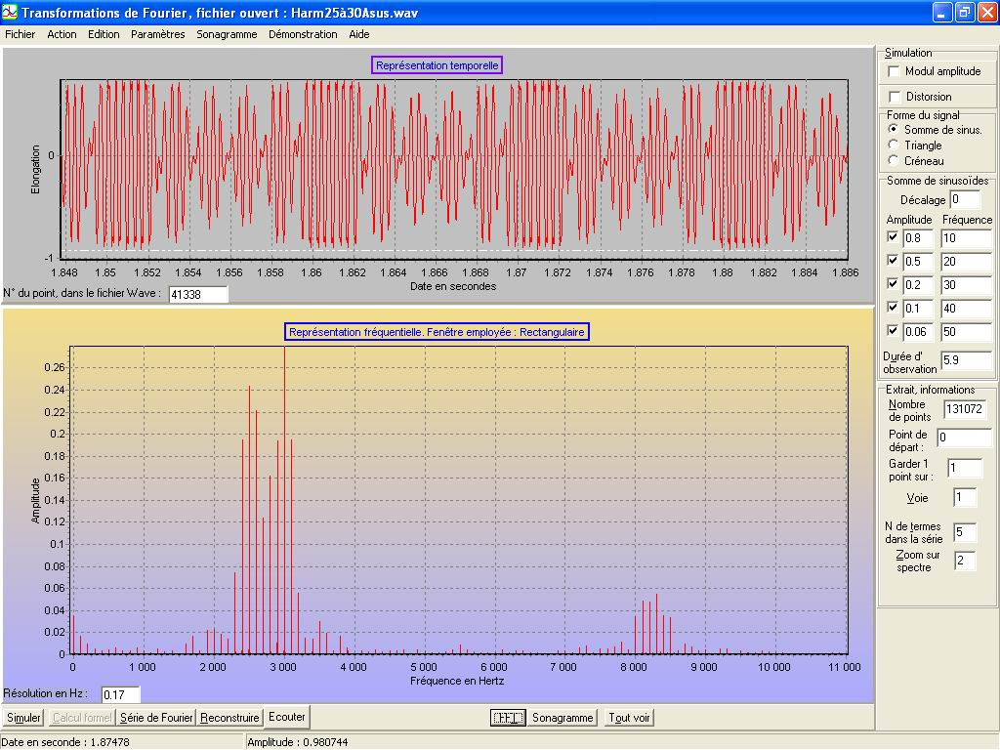 Transformations de Fourier, fichier ouvert : Harm25à30Asus.wav
Fichier Action Edition Paramètres Sonagramme Démonstration Aide
Représentation temporelle
Elongation
0
-1
1.848 1.85 1.852 1.854 1.856 1.858 1.86 1.862 1.864 1.866 1.868 1.87 1.872 1.874 1.876 1.878 1.88 1.882 1.884 1.886
Date en secondes
N° du point, dans le fichier Wave : 41338
Représentation fréquentielle. Fenêtre employée : Rectangulaire
Amplitude
0.26
0.24
0.22
0.2
0.18
0.16
0.14
0.12
0.1
0.08
0.06
0.04
0.02
0
0 1 000 2 000 3 000 4 000 5 000 6 000 7 000 8 000 9 000 10 000 11 000
Fréquence en Hertz
Résolution en Hz : 0.17
Simuler Calcul formel Série de Fourier Reconstruire Ecouter FFT Sonagramme Tout voir
Date en seconde : 1.87478 Amplitude : 0.980744
Simulation
Modul amplitude
Distorsion
Forme du signal
Somme de sinus.
Triangle
Créneau
Somme de sinusoïdes
Décalage 0
Amplitude Fréquence
0.8 10
0.5 20
0.2 30
0.1 40
0.06 50
Durée d'
observation 5.9
Extrait, informations
Nombre
de points 131072
Point de
départ : 0
Garder 1
point sur : 1
Voie 1
N de termes
dans la série 5
Zoom sur
spectre 2